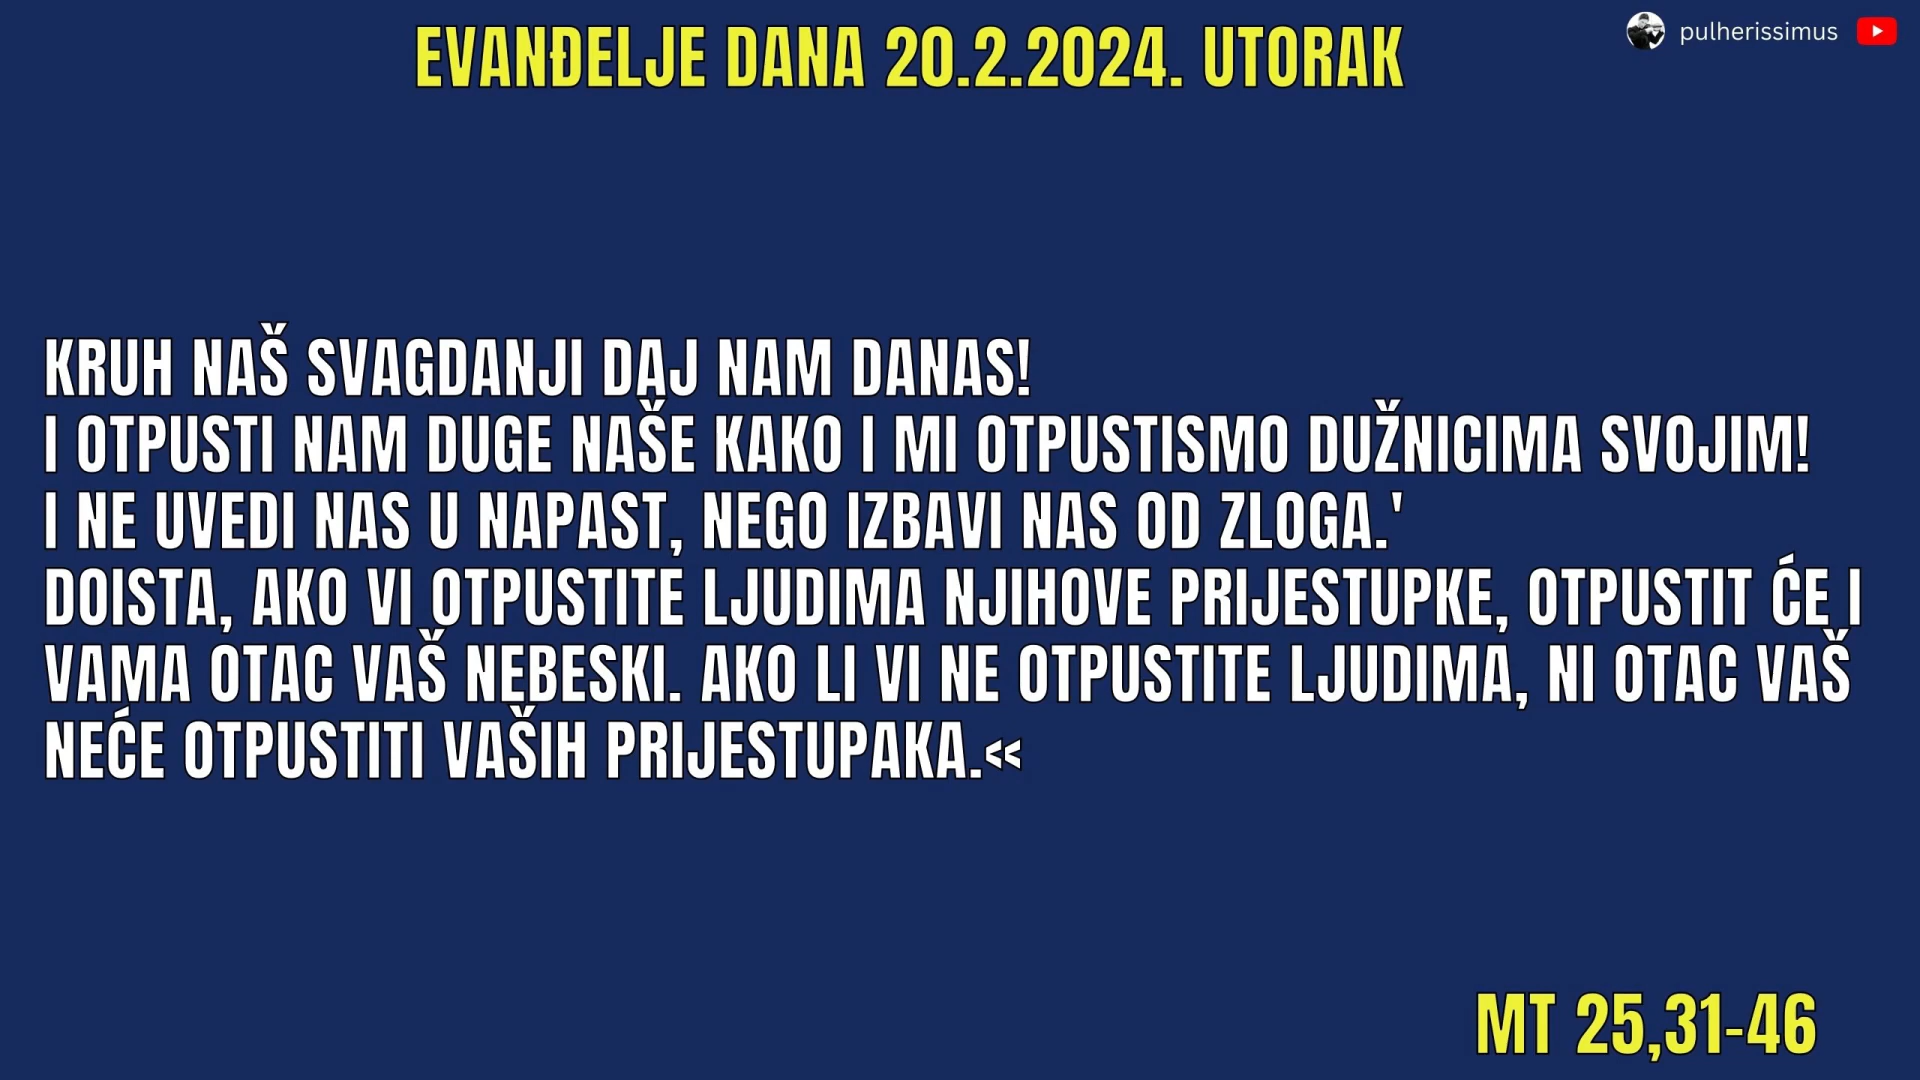 EVANĐELJE DANA 20.2.2024. UTORAK
pulherissimus
KRUH NAŠ SVAGDANJI DAJ NAM DANAS!
I OTPUSTI NAM DUGE NAŠE KAKO I MI OTPUSTISMO DUŽNICIMA SVOJIM!
I NE UVEDI NAS U NAPAST, NEGO IZBAVI NAS OD ZLOGA.'
DOISTA, AKO VI OTPUSTITE LJUDIMA NJIHOVE PRIJESTUPKE, OTPUSTIT ĆE I
VAMA OTAC VAŠ NEBESKI. AKO LI VI NE OTPUSTITE LJUDIMA, NI OTAC VAŠ
NEĆE OTPUSTITI VAŠIH PRIJESTUPAKA.<<
MT 25,31-46